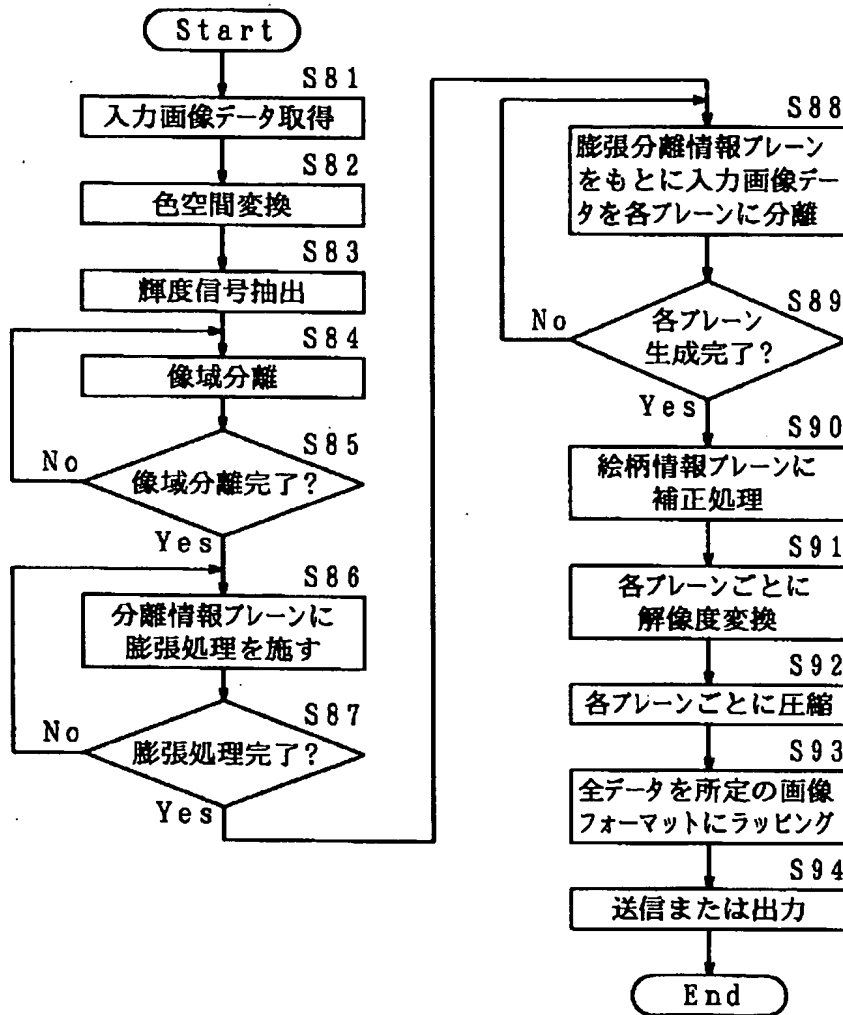 Start
S81
入力画像データ取得
S82
色空間変換
S83
輝度信号抽出
S84
像域分離
S85
像域分離完了？
No
Yes
S86
分離情報プレーンに
膨張処理を施す
S87
膨張処理完了？
No
Yes
S88
膨張分離情報プレーン
をもとに入力画像デー
タを各プレーンに分離
S89
各プレーン
生成完了？
No
Yes
S90
絵柄情報プレーンに
補正処理
S91
各プレーンごとに
解像度変換
S92
各プレーンごとに圧縮
S93
全データを所定の画像
フォーマットにラッピング
S94
送信または出力
End